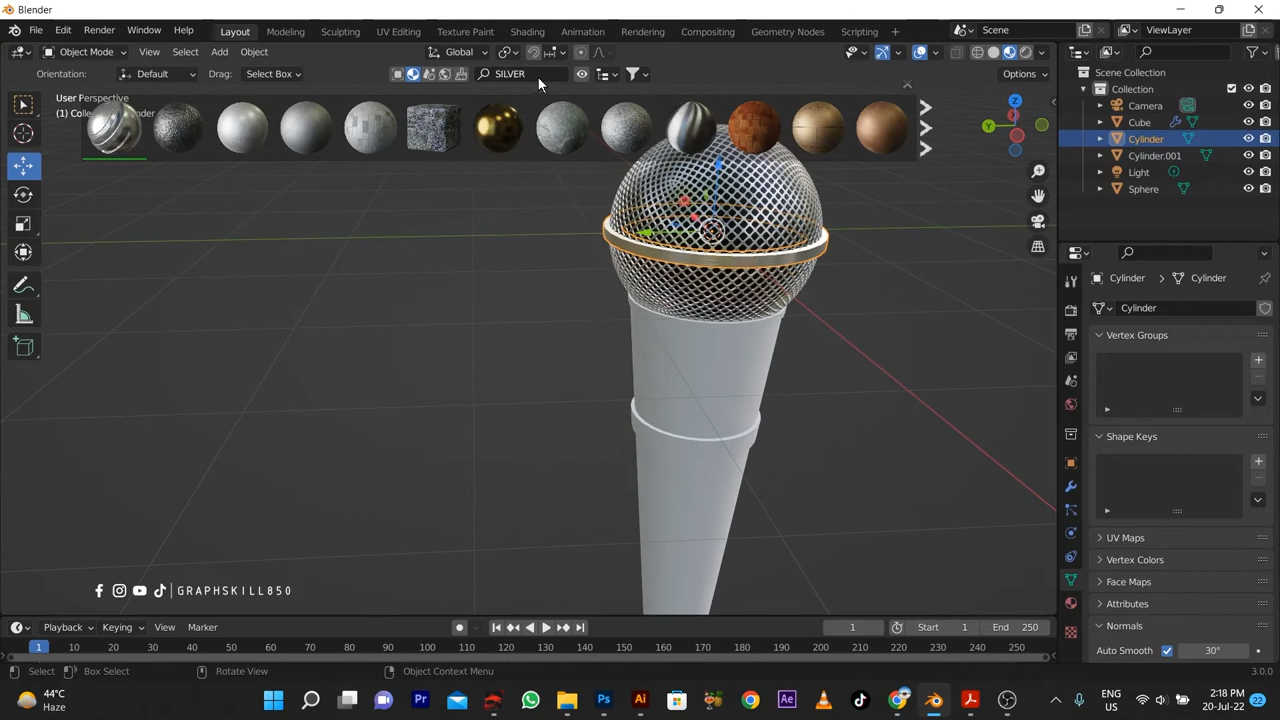 Blender
File Edit Render Window Help Layout Modeling Sculpting UV Editing Texture Paint Shading Animation Rendering Compositing Geometry Nodes Scripting + Scene ViewLayer
Object Mode View Select Add Object Global
Orientation: Default Drag: Select Box SILVER Options
User Perspective
Scene Collection
Collection
Camera
Cube
Cylinder
Cylinder.001
Light
Sphere
X
Y
Z
Cylinder > Cylinder
Cylinder
Vertex Groups
Shape Keys
UV Maps
Vertex Colors
Face Maps
Attributes
Normals
Auto Smooth 30°
GRAPHSKILL850
Playback Keying View Marker 1 Start 1 End 250
1 10 20 30 40 50 60 70 80 90 100 110 120 130 140 150 160 170 180 190 200 210 220 230 240 250
Select Box Select Rotate View Object Context Menu 3.0.0
44°C
Haze
ENG
US
2:18 PM
20-Jul-22
22